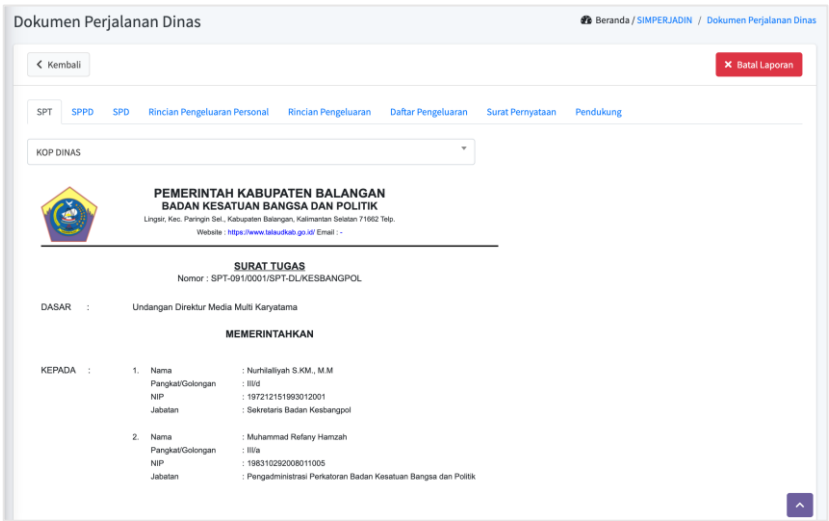 Dokumen Perjalanan Dinas
Beranda / SIMPERJADIN / Dokumen Perjalanan Dinas
Kembali
Batal Laporan
SPT SPPD SPD Rincian Pengeluaran Personal Rincian Pengeluaran Daftar Pengeluaran Surat Pernyataan Pendukung
KOP DINAS
PEMERINTAH KABUPATEN BALANGAN
BADAN KESATUAN BANGSA DAN POLITIK
Lingsir, Kec. Paringin Sel., Kabupaten Balangan, Kalimantan Selatan 71662 Telp.
Website : https://www.talaudkab.go.id/ Email : -
SURAT TUGAS
Nomor : SPT-091/0001/SPT-DL/KESBANGPOL
DASAR : Undangan Direktur Media Multi Karyatama
MEMERINTAHKAN
KEPADA : 1. Nama : Nurhilalliyah S.KM., M.M
Pangkat/Golongan : III/d
NIP : 197212151993012001
Jabatan : Sekretaris Badan Kesbangpol
2. Nama : Muhammad Refany Hamzah
Pangkat/Golongan : III/a
NIP : 198310292008011005
Jabatan : Pengadministrasi Perkatoran Badan Kesatuan Bangsa dan Politik